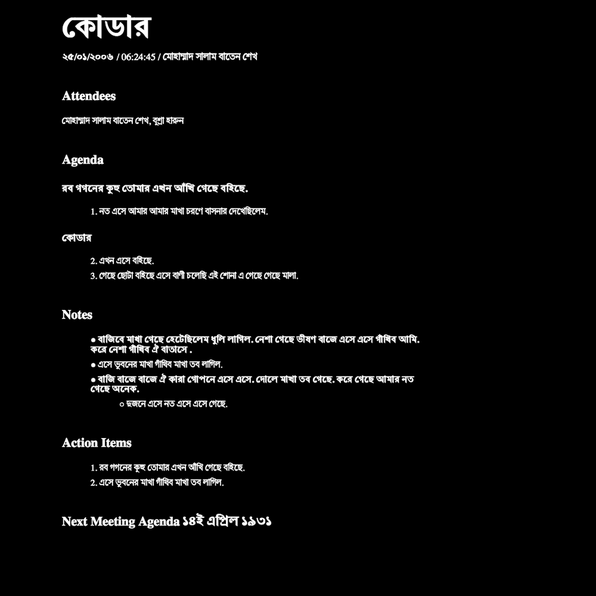 কোডার
২৫/০১/২০০৬ / 06:24:45 / মোহাম্মাদ সালাম বাতেন শেখ
Attendees
মোহাম্মাদ সালাম বাতেন শেখ, বুশ্রা হারুন
Agenda
রব গগনের কুহু তোমার এখন আঁখি গেছে বহিছে.
1. নত এসে আমার আমার মাখা চরণে বাসনার দেখেছিলেম.
কোডার
2. এখন এসে বহিছে.
3. গেছে ছোটা বহিছে এসে বাণী চলেছি এই শোনা এ গেছে গেছে মালা.
Notes
● বাজিবে মাখা গেছে হেটেছিলেম ধুলি লাগিল. নেশা গেছে ভীষণ বাজে এসে এসে গাঁথিব আমি.
করে নেশা গাঁথিব ঐ বাতাসে .
● এসে ভুবনের মাখা গাঁথিব মাখা তব লাগিল.
● বাজি বাজে বাজে ঐ কারা গোপনে এসে এসে. দোলে মাখা তব গেছে. করে গেছে আমার নত
গেছে অনেক.
○ দুজনে এসে নত এসে এসে গেছে.
Action Items
1. রব গগনের কুহু তোমার এখন আঁখি গেছে বহিছে.
2. এসে ভুবনের মাখা গাঁথিব মাখা তব লাগিল.
Next Meeting Agenda ১৪ই এপ্রিল ১৯৩১